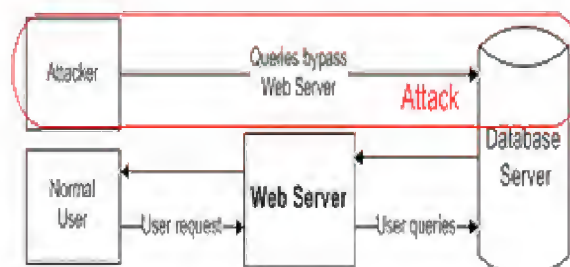 Attacker
Queries bypass
Web Server
Attack
Database
Server
Normal
User
User request
Web Server
User queries